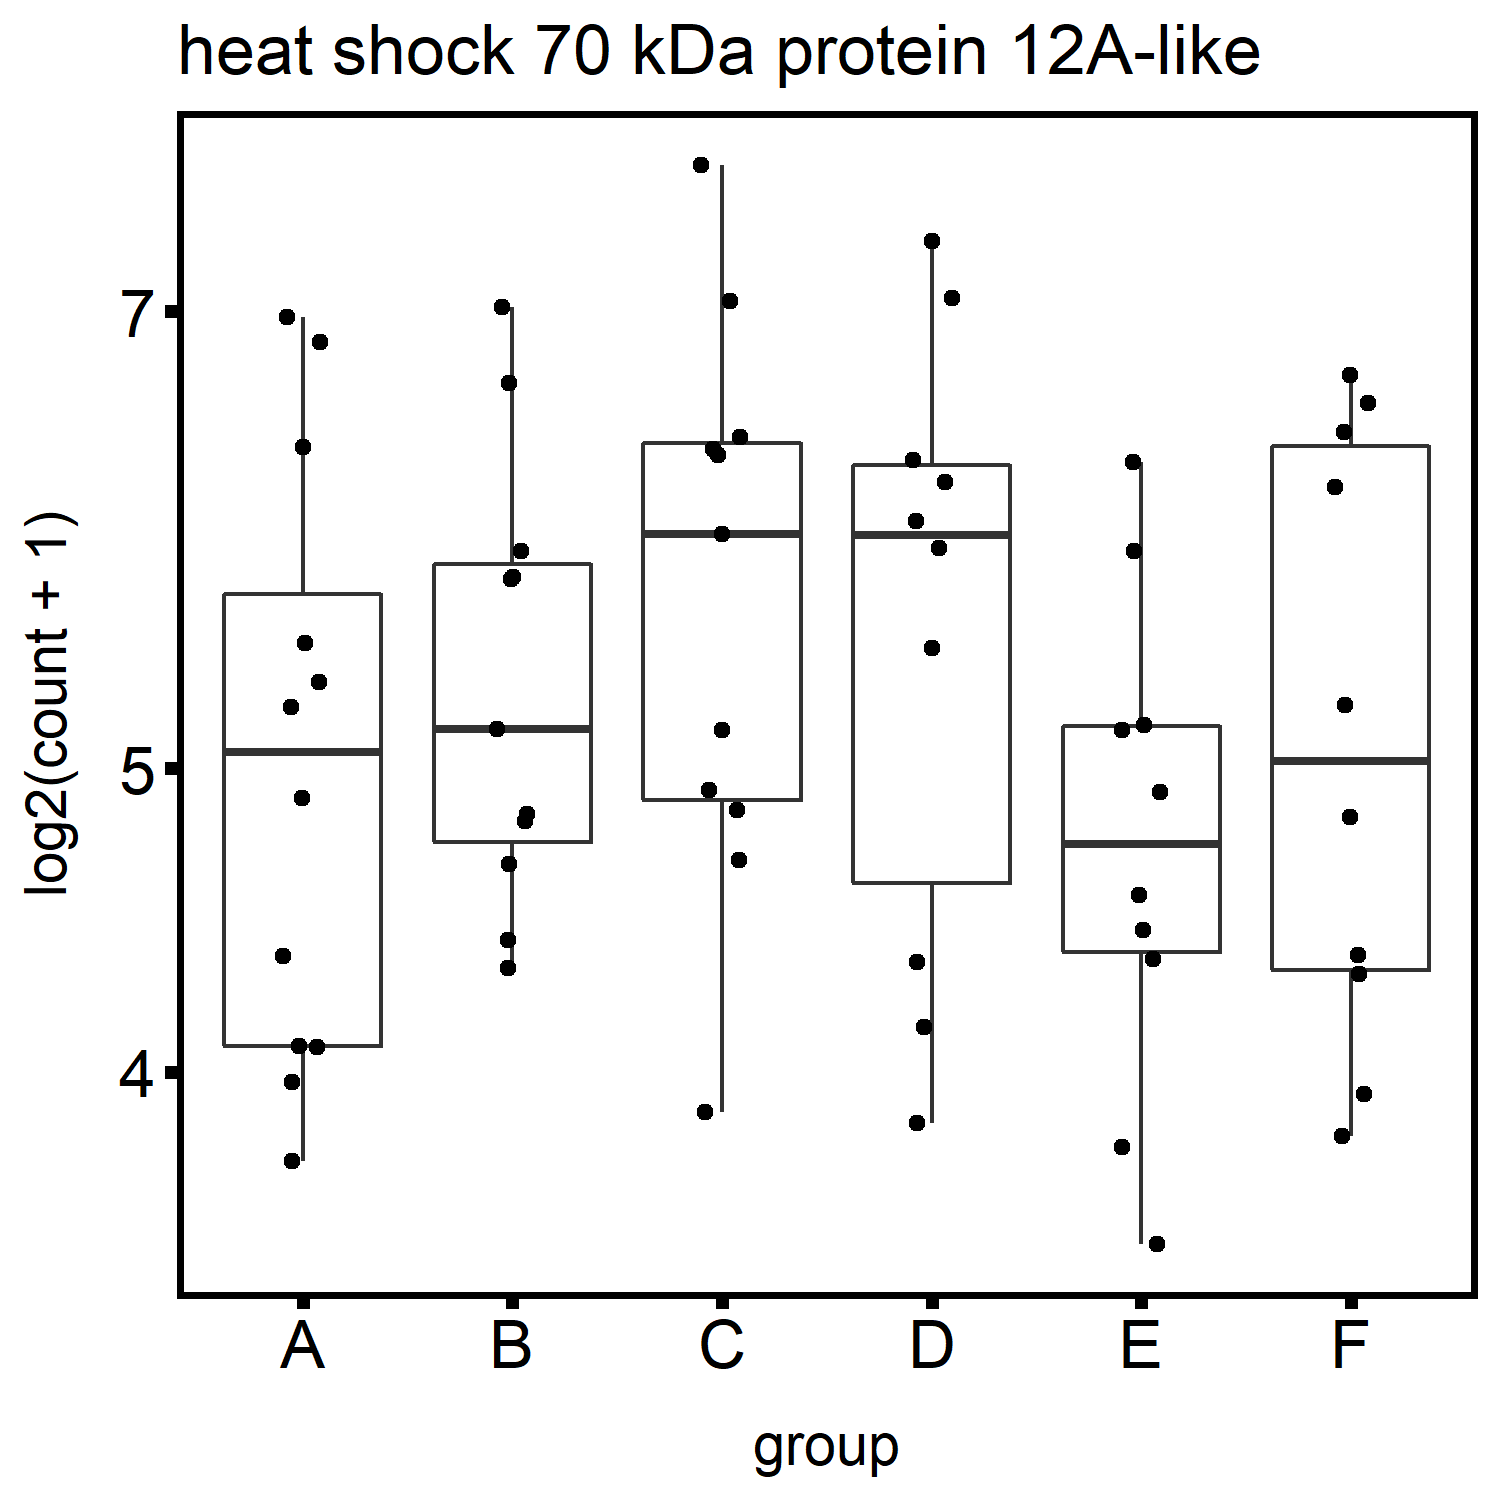 heat shock 70 kDa protein 12A-like
log2(count + 1)
7
5
4
A B C D E F
group